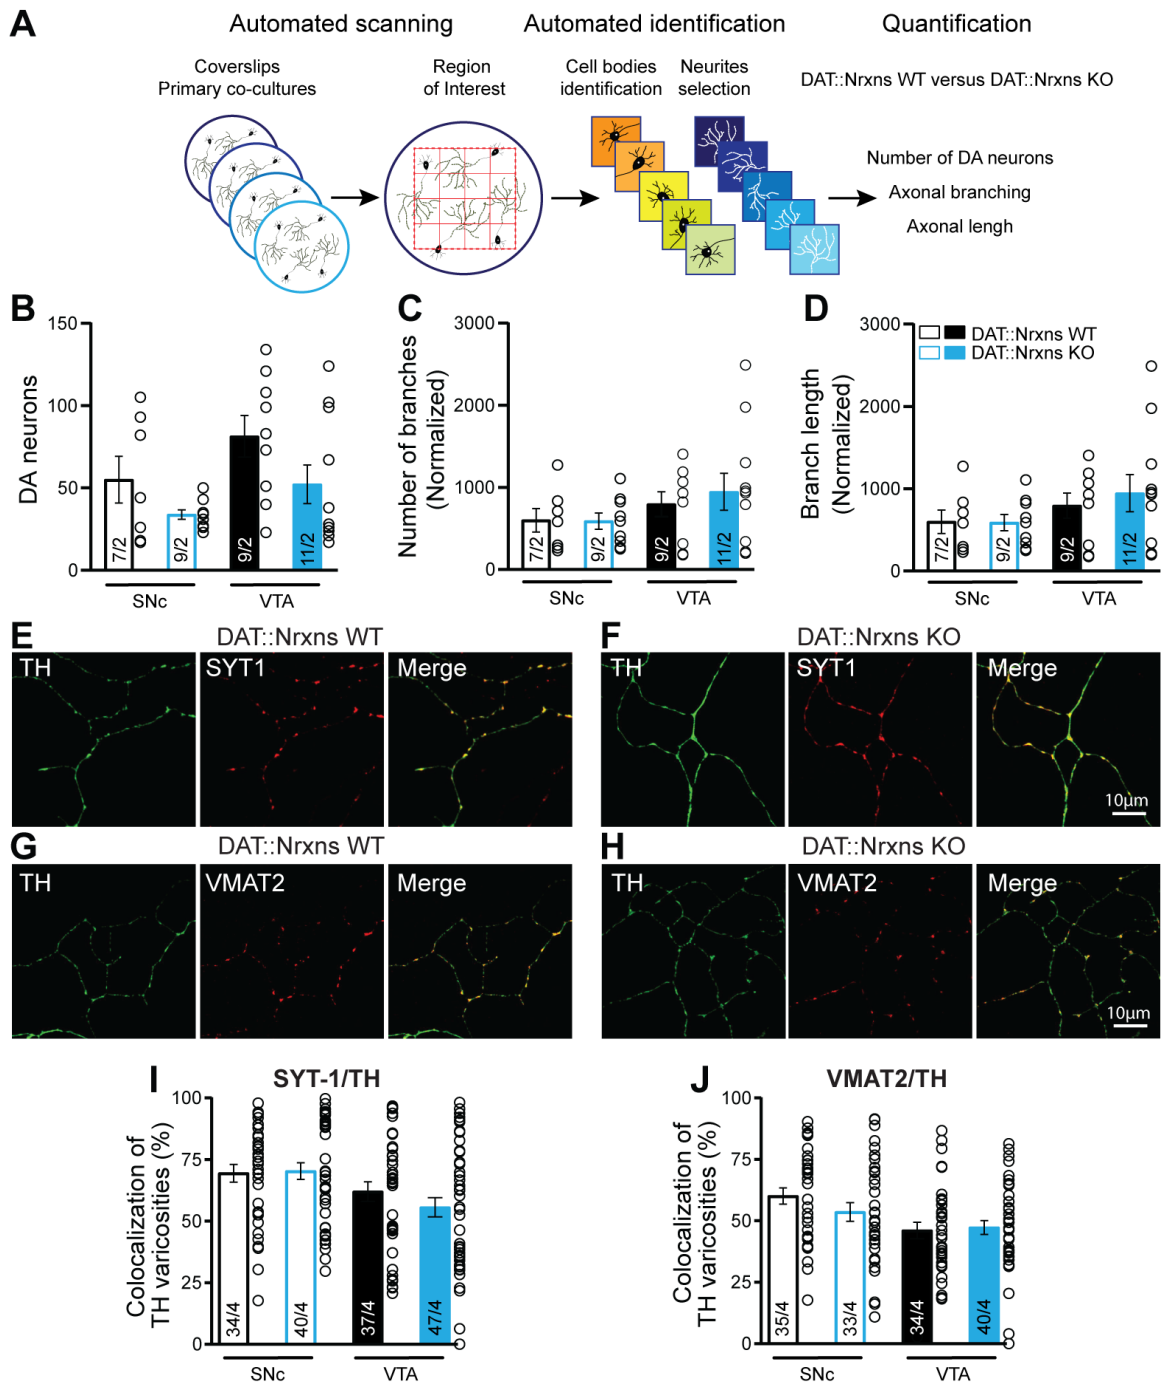 A
Automated scanning
Automated identification
Quantification
Coverslips
Primary co-cultures
Region
of Interest
Cell bodies
identification
Neurites
selection
DAT::Nrxns WT versus DAT::Nrxns KO
Number of DA neurons
Axonal branching
Axonal lengh
B
DA neurons
150
100
50
0
7/2
9/2
9/2
11/2
SNc
VTA
C
Number of branches
(Normalized)
3000
2000
1000
0
7/2
9/2
9/2
11/2
SNc
VTA
D
Branch length
(Normalized)
3000
2000
1000
0
DAT::Nrxns WT
DAT::Nrxns KO
7/2
9/2
9/2
11/2
SNc
VTA
E
DAT::Nrxns WT
TH
SYT1
Merge
F
DAT::Nrxns KO
TH
SYT1
Merge
10μm
G
DAT::Nrxns WT
TH
VMAT2
Merge
H
DAT::Nrxns KO
TH
VMAT2
Merge
10μm
I
SYT-1/TH
Colocalization of
TH varicosities (%)
100
75
50
25
0
34/4
40/4
37/4
47/4
SNc
VTA
J
VMAT2/TH
Colocalization of
TH varicosities (%)
100
75
50
25
0
35/4
33/4
34/4
40/4
SNc
VTA